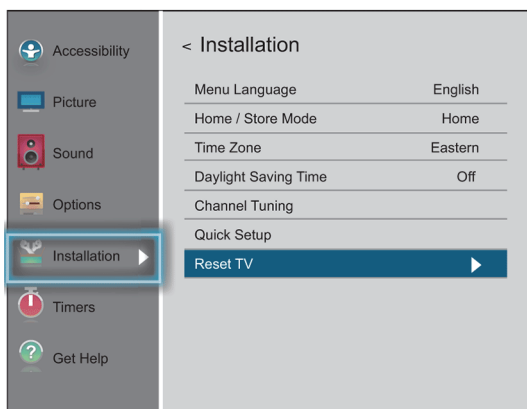 Accessibility
Picture
Sound
Options
Installation
Timers
? Get Help
< Installation
Menu Language English
Home / Store Mode Home
Time Zone Eastern
Daylight Saving Time Off
Channel Tuning
Quick Setup
Reset TV